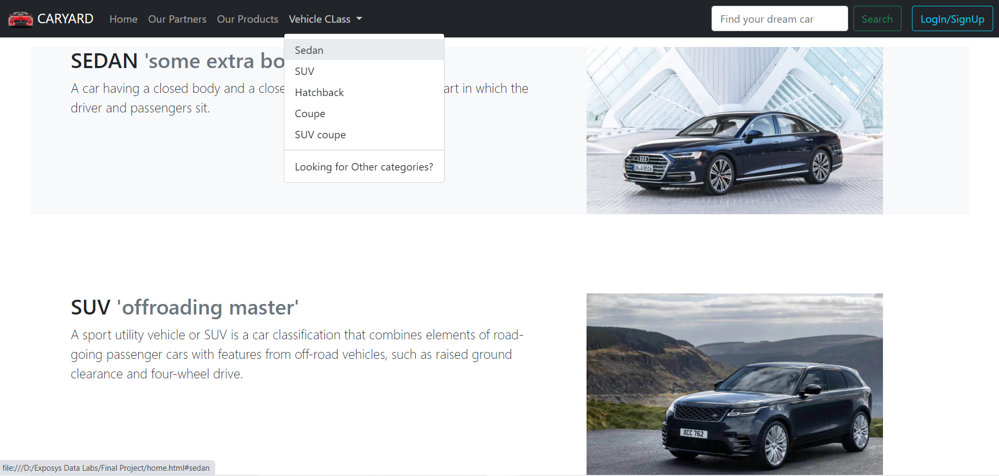 CARYARD Home Our Partners Our Products Vehicle CLass Find your dream car Search LogIn/SignUp
Sedan
SUV
Hatchback
Coupe
SUV coupe
Looking for Other categories?
SEDAN 'some extra bo
A car having a closed body and a close art in which the
driver and passengers sit.
IN A 8516
SUV 'offroading master'
A sport utility vehicle or SUV is a car classification that combines elements of road-
going passenger cars with features from off-road vehicles, such as raised ground
clearance and four-wheel drive.
XCC 762
file:///D:/Exposys Data Labs/Final Project/home.html#sedan